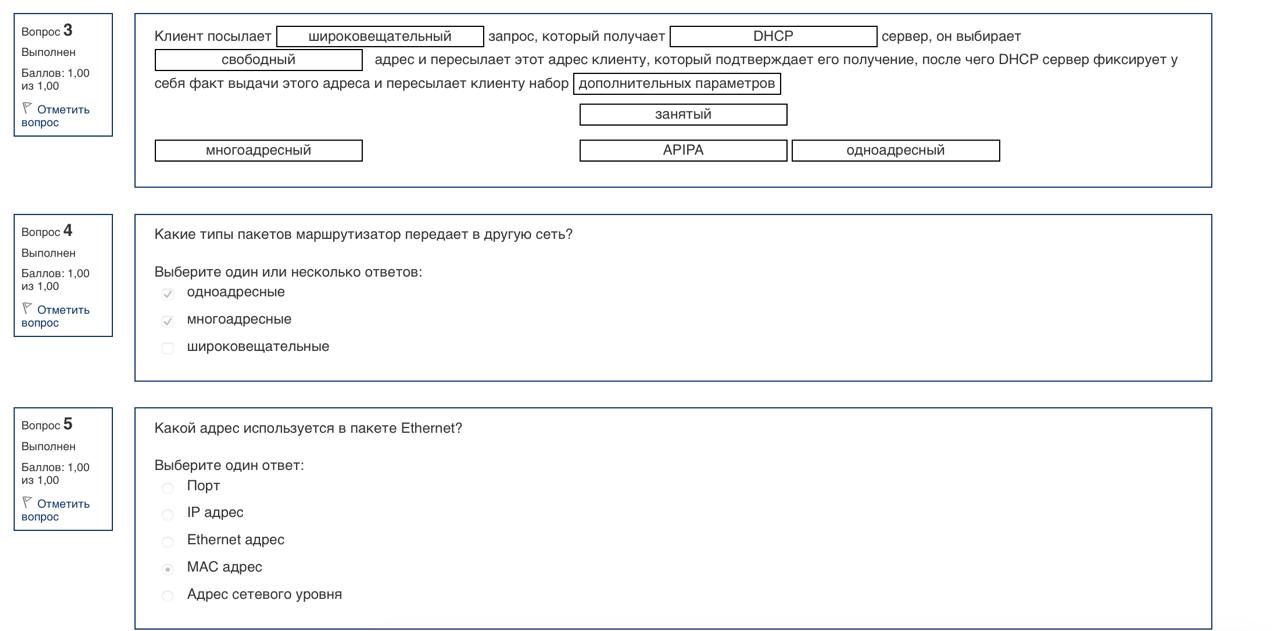 Вопрос 3
Выполнен
Баллов: 1,00
из 1,00
Отметить
вопрос
Клиент посылает широковещательный запрос, который получает DHCP сервер, он выбирает
свободный адрес и пересылает этот адрес клиенту, который подтверждает его получение, после чего DHCP сервер фиксирует у
себя факт выдачи этого адреса и пересылает клиенту набор дополнительных параметров
занятый
многоадресный APIPA одноадресный
Вопрос 4
Выполнен
Баллов: 1,00
из 1,00
Отметить
вопрос
Какие типы пакетов маршрутизатор передает в другую сеть?
Выберите один или несколько ответов:
одноадресные
многоадресные
широковещательные
Вопрос 5
Выполнен
Баллов: 1,00
из 1,00
Отметить
вопрос
Какой адрес используется в пакете Ethernet?
Выберите один ответ:
Порт
IP адрес
Ethernet адрес
MAC адрес
Адрес сетевого уровня